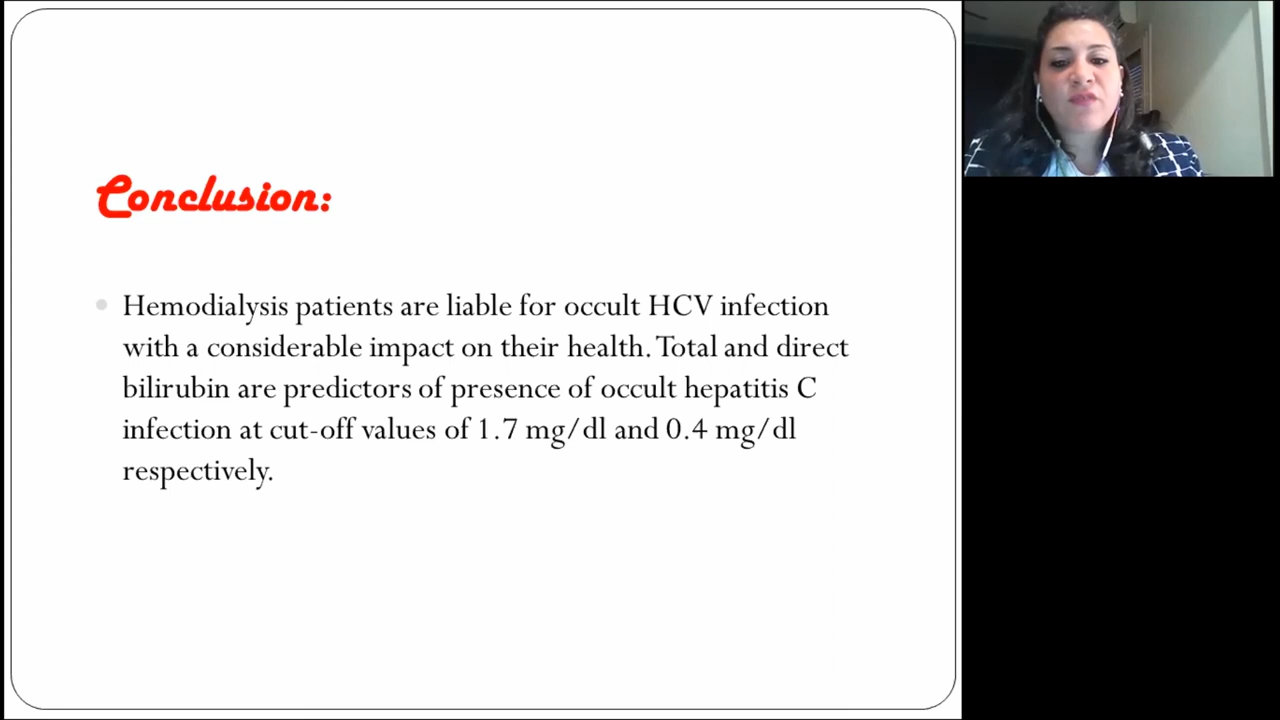 Conclusion:
Hemodialysis patients are liable for occult HCV infection
with a considerable impact on their health. Total and direct
bilirubin are predictors of presence of occult hepatitis C
infection at cut-off values of 1.7 mg/dl and 0.4 mg/dl
respectively.